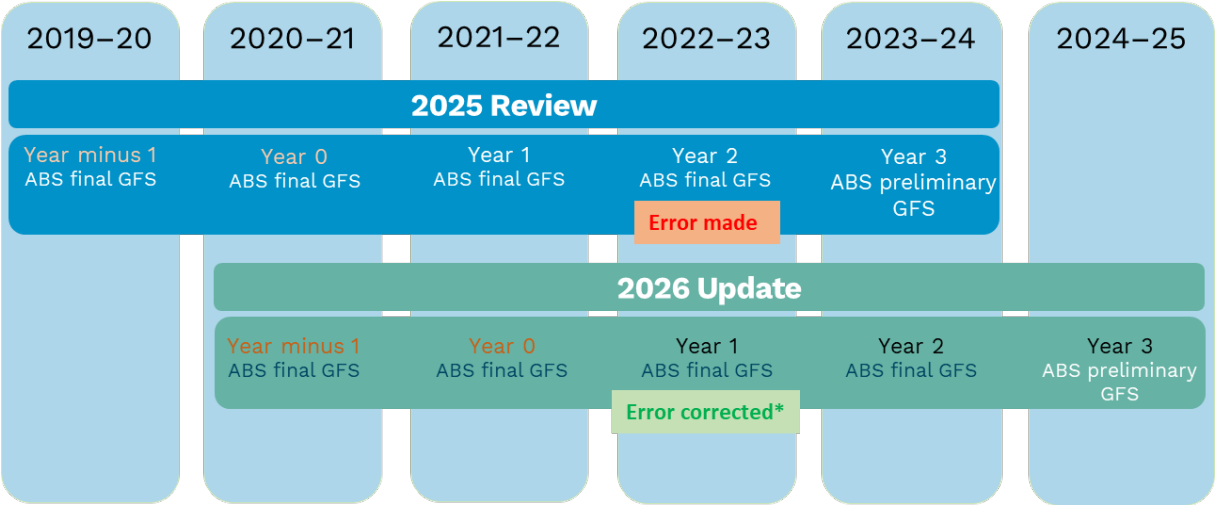 2019–20 2020–21 2021–22 2022–23 2023–24 2024–25
2025 Review
Year minus 1 Year 0 Year 1 Year 2 Year 3
ABS final GFS ABS final GFS ABS final GFS ABS final GFS ABS preliminary
GFS
Error made
2026 Update
Year minus 1 Year 0 Year 1 Year 2 Year 3
ABS final GFS ABS final GFS ABS final GFS ABS final GFS ABS preliminary
GFS
Error corrected*